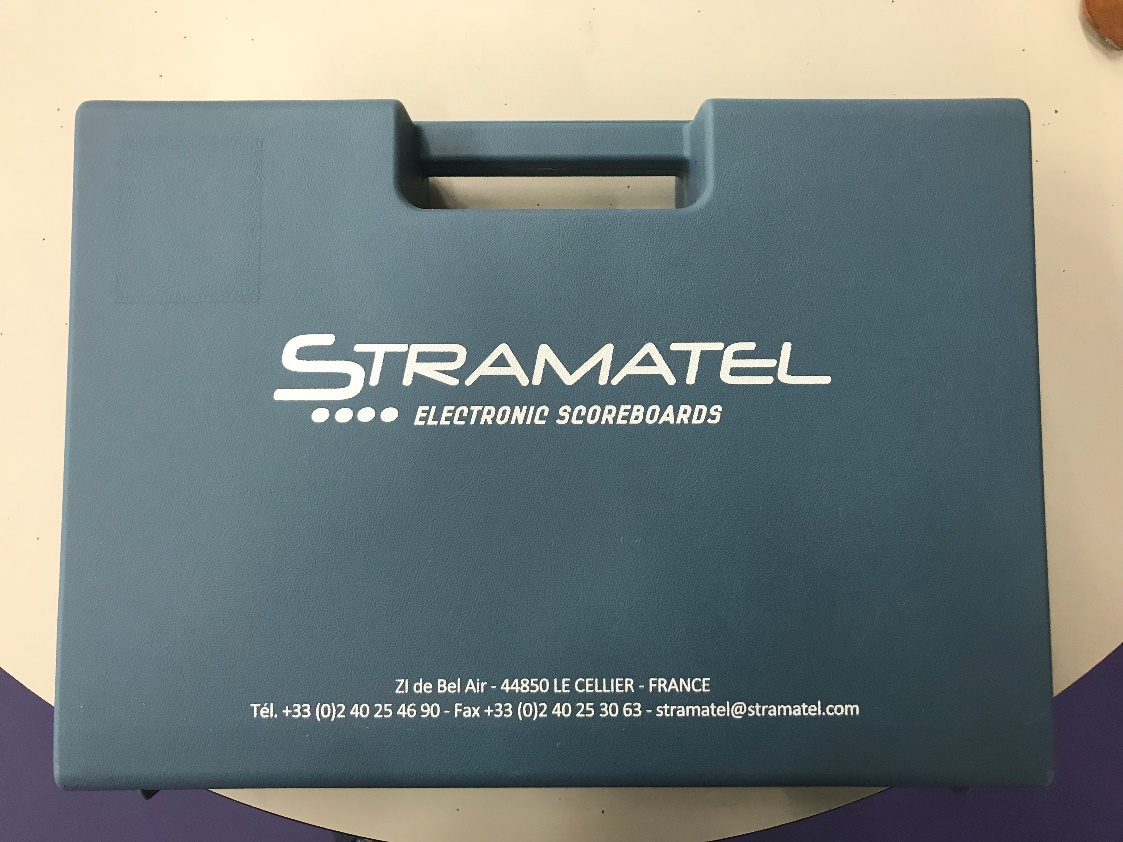 STRAMATEL
ELECTRONIC SCOREBOARDS
ZI de Bel Air - 44850 LE CELLIER - FRANCE
Tél. +33 (0)2 40 25 46 90 - Fax +33 (0)2 40 25 30 63 - stramatel@stramatel.com